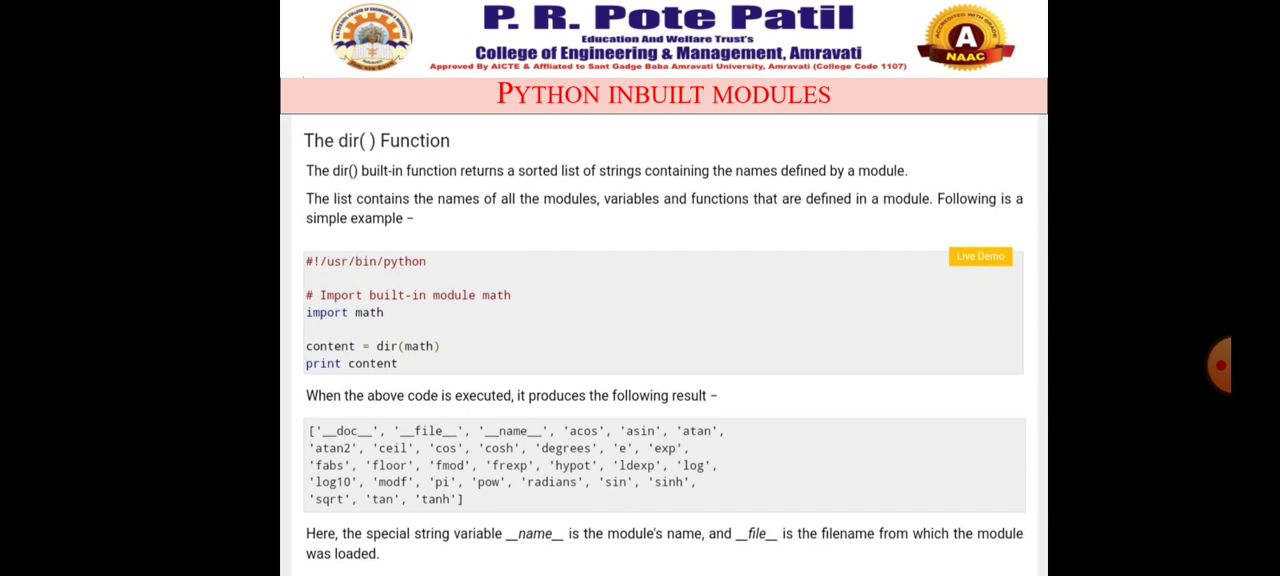 P. R. Pote Patil
Education And Welfare Trust's
College of Engineering & Management, Amravati
Approved By AICTE & Affliated to Sant Gadge Baba Amravati University, Amravati (College Code 1107)
ACCREDITED WITH GRADE
A
NAAC
PYTHON INBUILT MODULES
The dir( ) Function
The dir() built-in function returns a sorted list of strings containing the names defined by a module.
The list contains the names of all the modules, variables and functions that are defined in a module. Following is a
simple example −
Live Demo
#!/usr/bin/python
# Import built-in module math
import math
content = dir(math)
print content
When the above code is executed, it produces the following result −
['__doc__', '__file__', '__name__', 'acos', 'asin', 'atan',
'atan2', 'ceil', 'cos', 'cosh', 'degrees', 'e', 'exp',
'fabs', 'floor', 'fmod', 'frexp', 'hypot', 'ldexp', 'log',
'log10', 'modf', 'pi', 'pow', 'radians', 'sin', 'sinh',
'sqrt', 'tan', 'tanh']
Here, the special string variable __name__ is the module's name, and __file__ is the filename from which the module
was loaded.